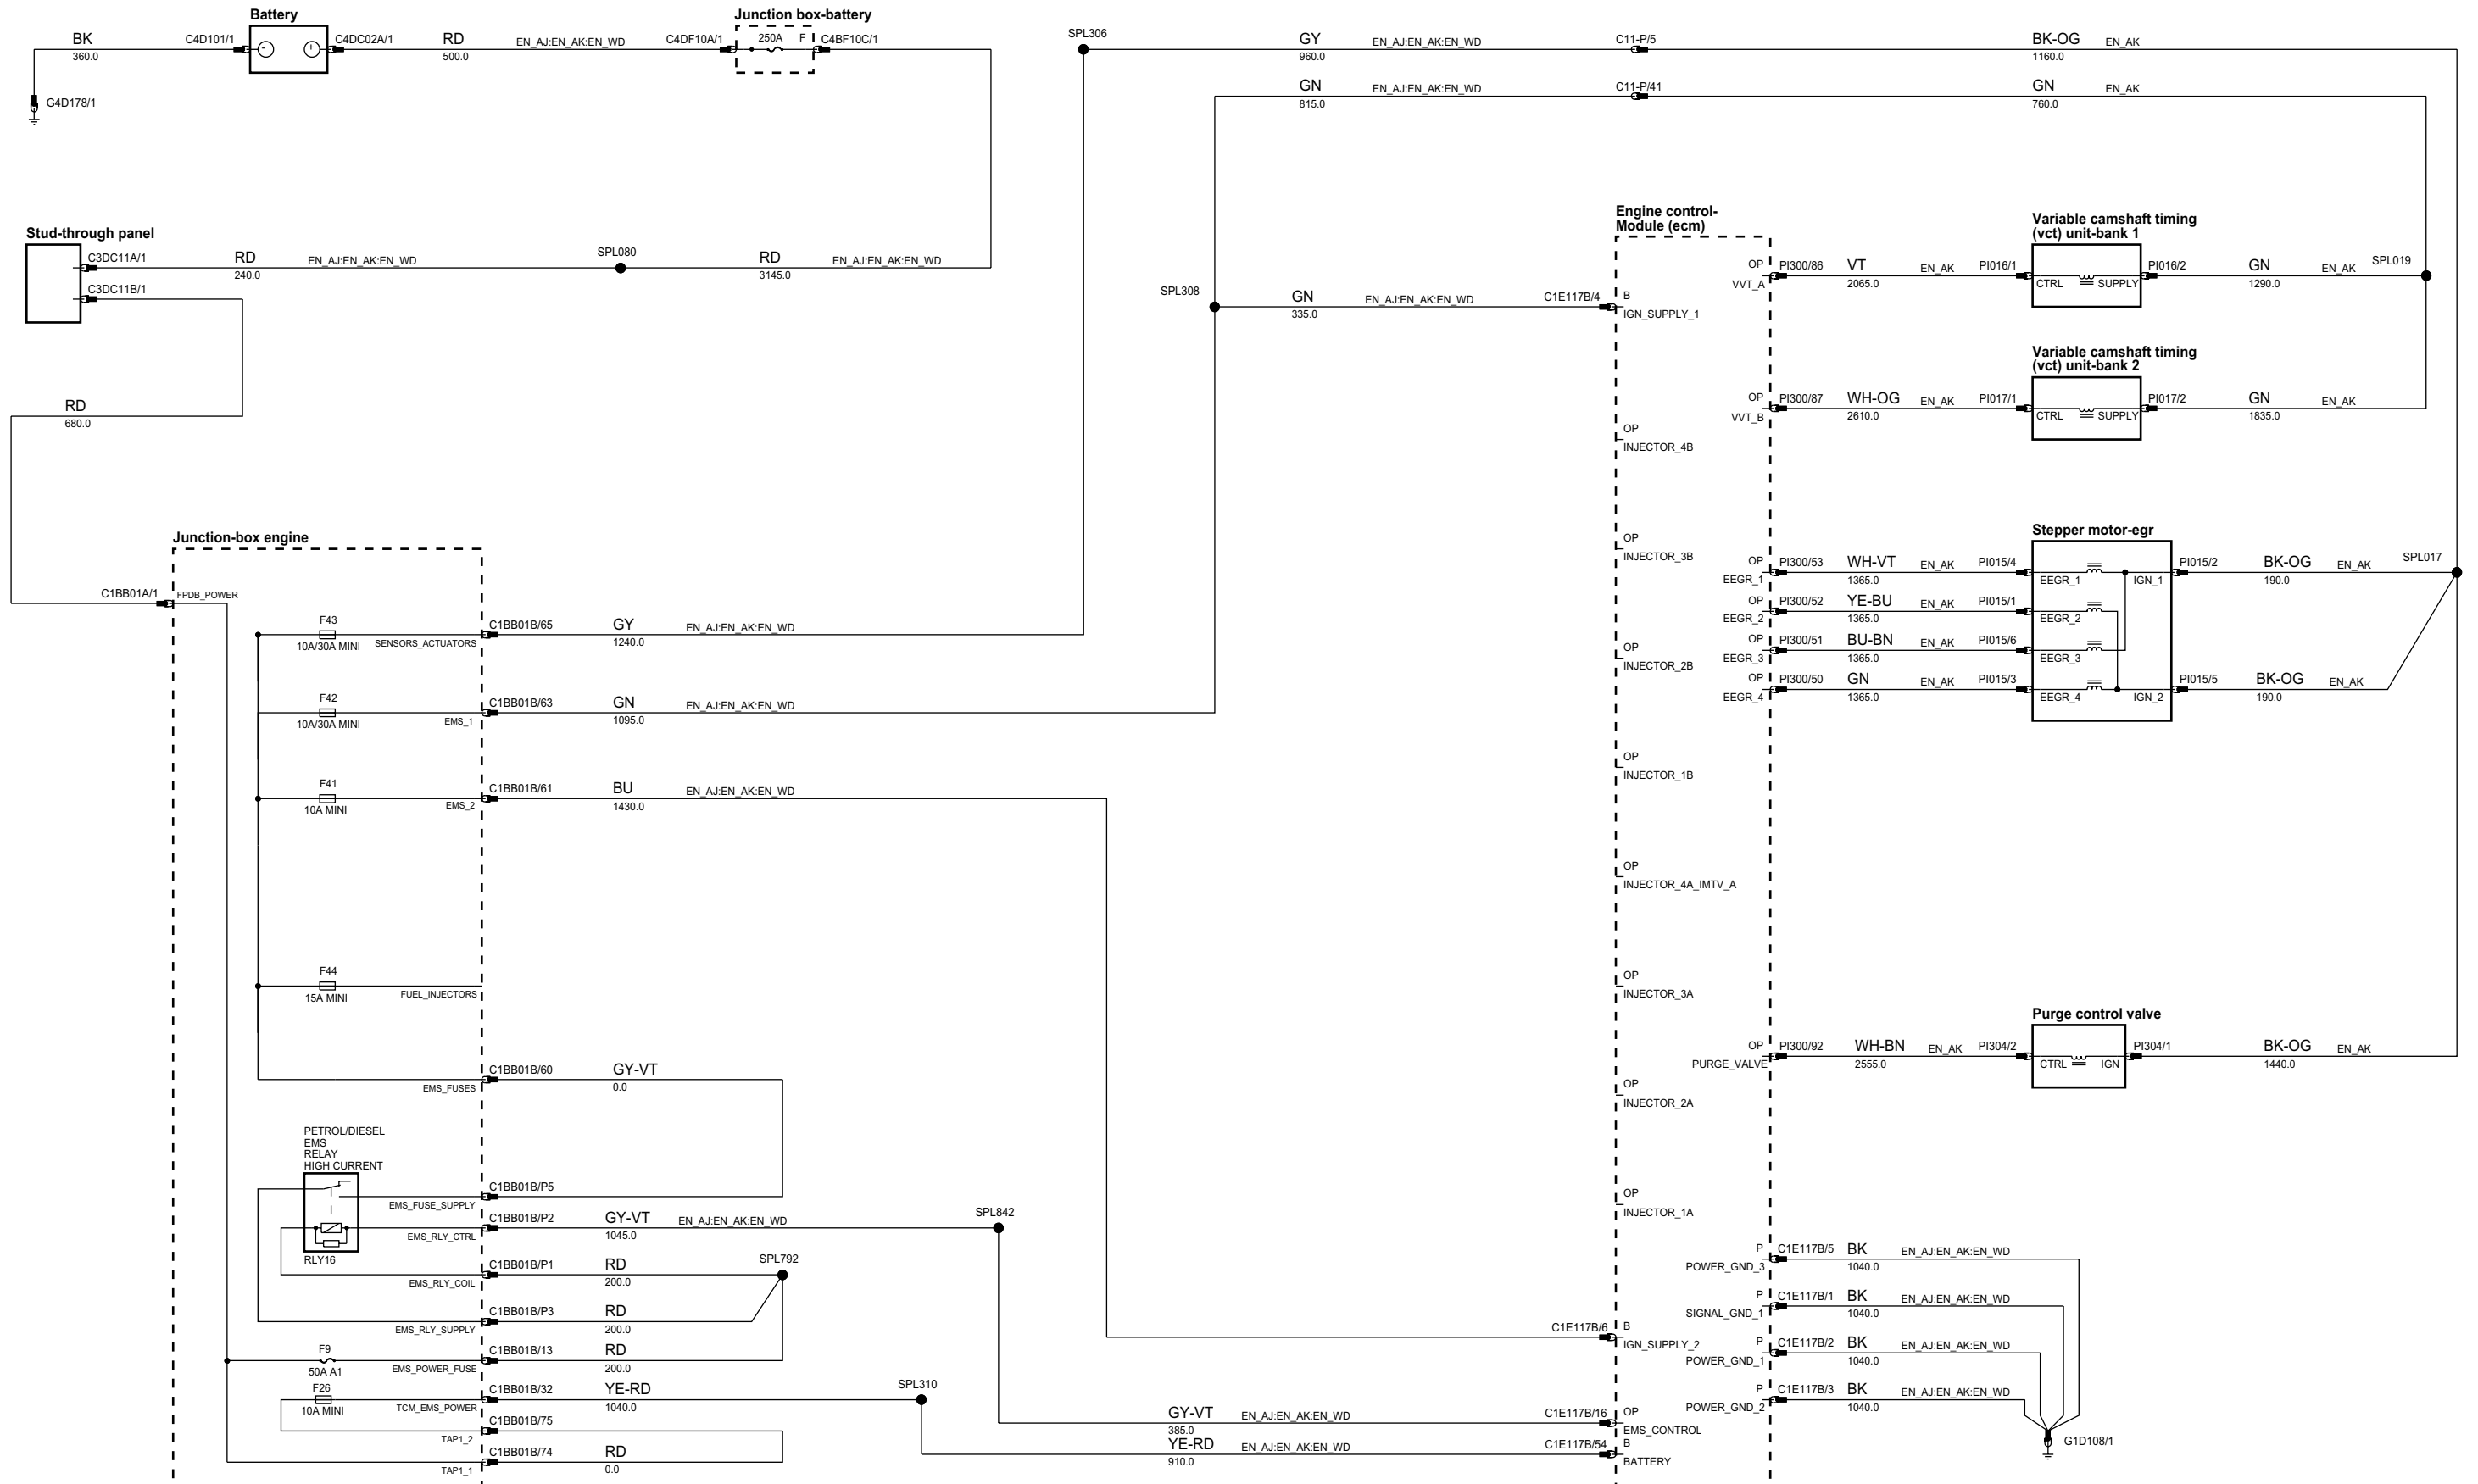 Battery
Junction box-battery
BK
360.0
C4D101/1
-
+
C4DC02A/1
RD
500.0
EN_AJ:EN_AK:EN_WD
C4DF10A/1
250A F
C4BF10C/1
G4D178/1
SPL306
GY
960.0
EN_AJ:EN_AK:EN_WD
C11-P/5
BK-OG
1160.0
EN_AK
GN
815.0
EN_AJ:EN_AK:EN_WD
C11-P/41
GN
760.0
EN_AK
Stud-through panel
C3DC11A/1
RD
240.0
EN_AJ:EN_AK:EN_WD
SPL080
RD
3145.0
EN_AJ:EN_AK:EN_WD
C3DC11B/1
RD
680.0
SPL308
GN
335.0
EN_AJ:EN_AK:EN_WD
C1E117B/4
Engine control-
Module (ecm)
B
IGN_SUPPLY_1
OP
INJECTOR_4B
OP
INJECTOR_3B
OP
INJECTOR_2B
OP
INJECTOR_1B
OP
INJECTOR_4A_IMTV_A
OP
INJECTOR_3A
OP
INJECTOR_2A
OP
INJECTOR_1A
C1E117B/6
B
IGN_SUPPLY_2
C1E117B/16
OP
EMS_CONTROL
C1E117B/54
B
BATTERY
OP
VVT_A
PI300/86
VT
2065.0
EN_AK
PI016/1
Variable camshaft timing
(vct) unit-bank 1
CTRL
SUPPLY
PI016/2
GN
1290.0
EN_AK
SPL019
OP
VVT_B
PI300/87
WH-OG
2610.0
EN_AK
PI017/1
Variable camshaft timing
(vct) unit-bank 2
CTRL
SUPPLY
PI017/2
GN
1835.0
EN_AK
Stepper motor-egr
OP
EEGR_1
PI300/53
WH-VT
1365.0
EN_AK
PI015/4
EEGR_1
IGN_1
PI015/2
BK-OG
190.0
EN_AK
SPL017
OP
EEGR_2
PI300/52
YE-BU
1365.0
EN_AK
PI015/1
EEGR_2
OP
EEGR_3
PI300/51
BU-BN
1365.0
EN_AK
PI015/6
EEGR_3
OP
EEGR_4
PI300/50
GN
1365.0
EN_AK
PI015/3
EEGR_4
IGN_2
PI015/5
BK-OG
190.0
EN_AK
Purge control valve
OP
PURGE_VALVE
PI300/92
WH-BN
2555.0
EN_AK
PI304/2
CTRL
IGN
PI304/1
BK-OG
1440.0
EN_AK
P
POWER_GND_3
C1E117B/5
BK
1040.0
EN_AJ:EN_AK:EN_WD
P
SIGNAL_GND_1
C1E117B/1
BK
1040.0
EN_AJ:EN_AK:EN_WD
P
POWER_GND_1
C1E117B/2
BK
1040.0
EN_AJ:EN_AK:EN_WD
P
POWER_GND_2
C1E117B/3
BK
1040.0
EN_AJ:EN_AK:EN_WD
G1D108/1
Junction-box engine
C1BB01A/1
FPDB_POWER
F43
10A/30A MINI
SENSORS_ACTUATORS
C1BB01B/65
GY
1240.0
EN_AJ:EN_AK:EN_WD
F42
10A/30A MINI
EMS_1
C1BB01B/63
GN
1095.0
EN_AJ:EN_AK:EN_WD
F41
10A MINI
EMS_2
C1BB01B/61
BU
1430.0
EN_AJ:EN_AK:EN_WD
F44
15A MINI
FUEL_INJECTORS
EMS_FUSES
C1BB01B/60
GY-VT
0.0
PETROL/DIESEL
EMS
RELAY
HIGH CURRENT
RLY16
EMS_FUSE_SUPPLY
C1BB01B/P5
EMS_RLY_CTRL
C1BB01B/P2
GY-VT
1045.0
EN_AJ:EN_AK:EN_WD
SPL842
EMS_RLY_COIL
C1BB01B/P1
RD
200.0
SPL792
EMS_RLY_SUPPLY
C1BB01B/P3
RD
200.0
F9
50A A1
EMS_POWER_FUSE
C1BB01B/13
RD
200.0
F26
10A MINI
TCM_EMS_POWER
C1BB01B/32
YE-RD
1040.0
SPL310
TAP1_2
C1BB01B/75
TAP1_1
C1BB01B/74
RD
0.0
GY-VT
385.0
EN_AJ:EN_AK:EN_WD
YE-RD
910.0
EN_AJ:EN_AK:EN_WD